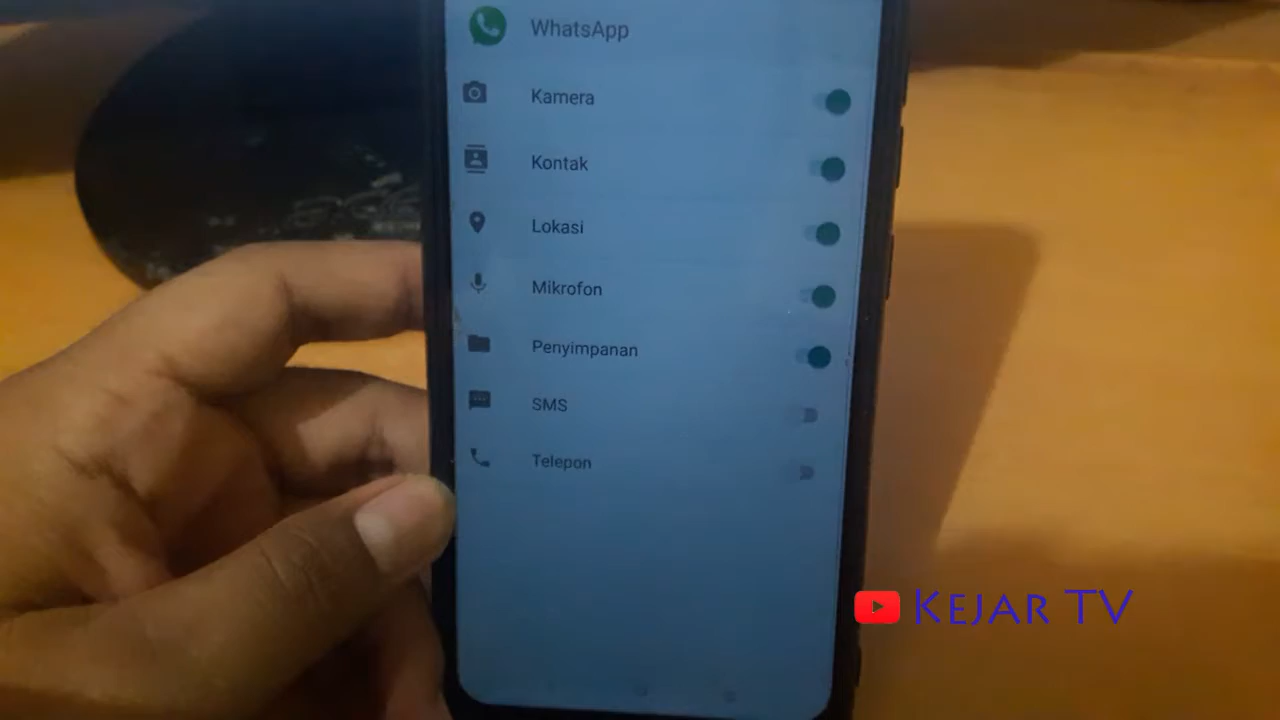 WhatsApp
Kamera
Kontak
Lokasi
Mikrofon
Penyimpanan
SMS
Telepon
KEJAR TV